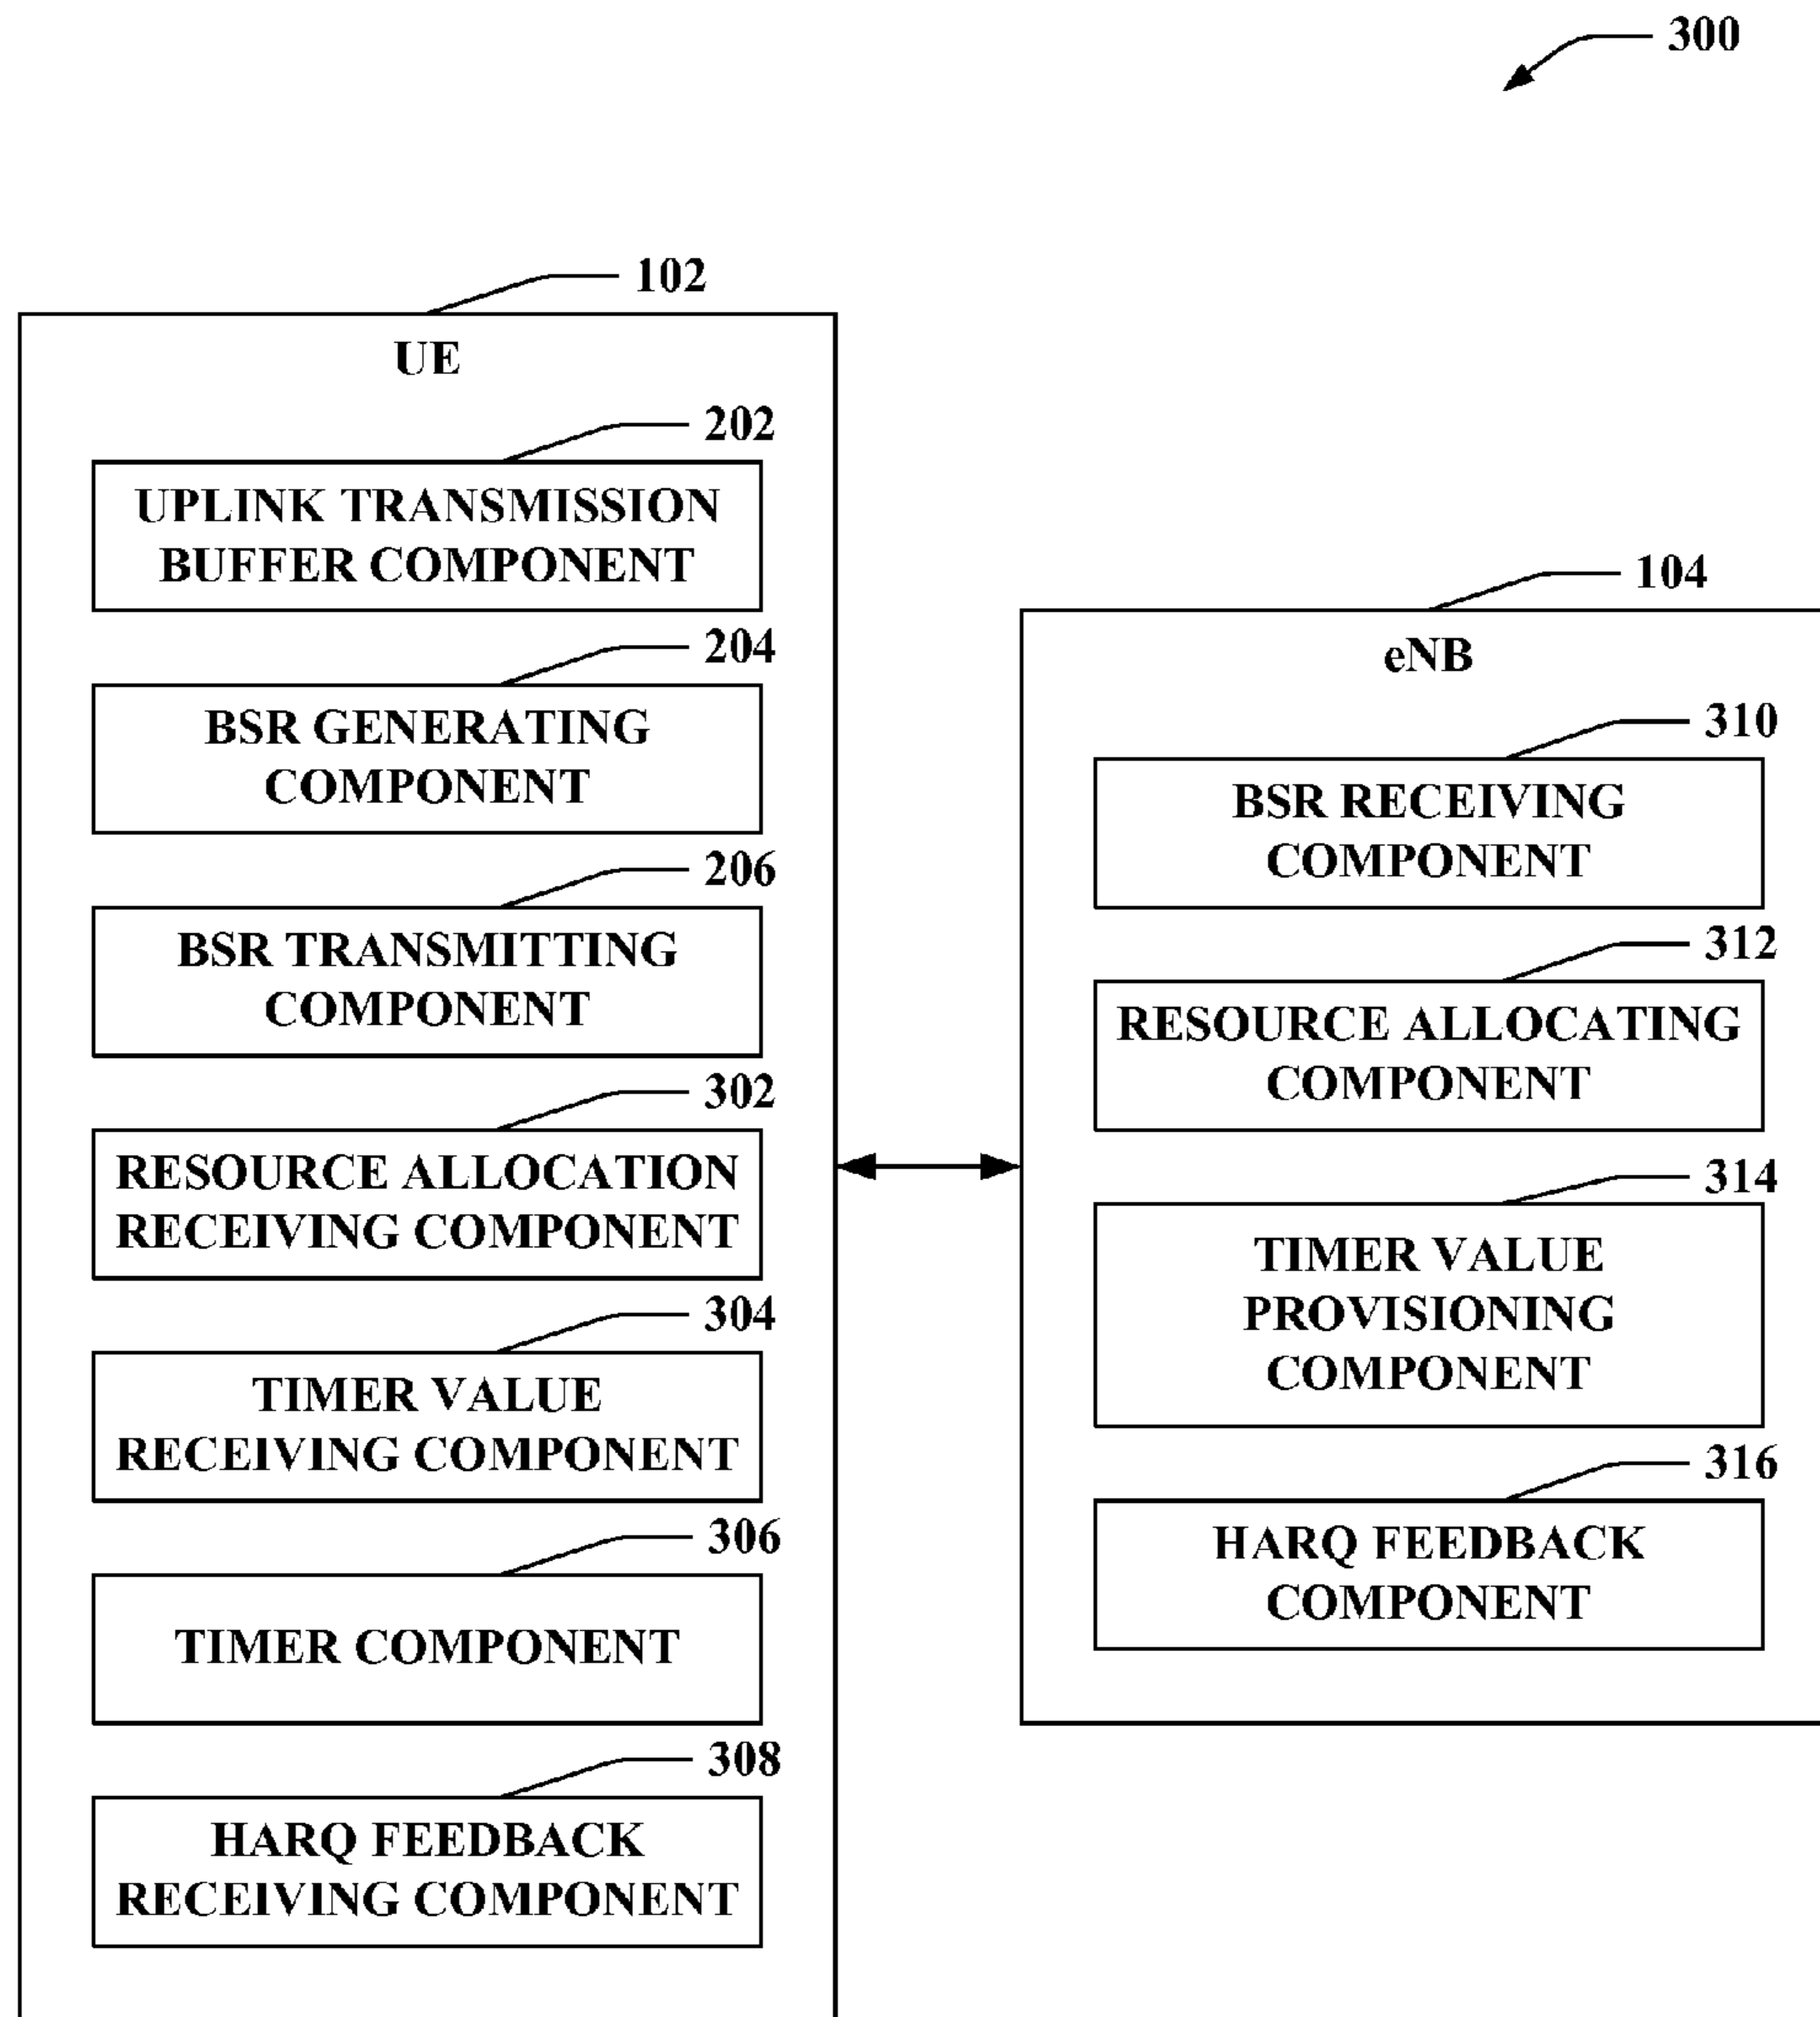 300
102
UE
202
UPLINK TRANSMISSION
BUFFER COMPONENT
204
BSR GENERATING
COMPONENT
206
BSR TRANSMITTING
COMPONENT
302
RESOURCE ALLOCATION
RECEIVING COMPONENT
304
TIMER VALUE
RECEIVING COMPONENT
306
TIMER COMPONENT
308
HARQ FEEDBACK
RECEIVING COMPONENT
104
eNB
310
BSR RECEIVING
COMPONENT
312
RESOURCE ALLOCATING
COMPONENT
314
TIMER VALUE
PROVISIONING
COMPONENT
316
HARQ FEEDBACK
COMPONENT